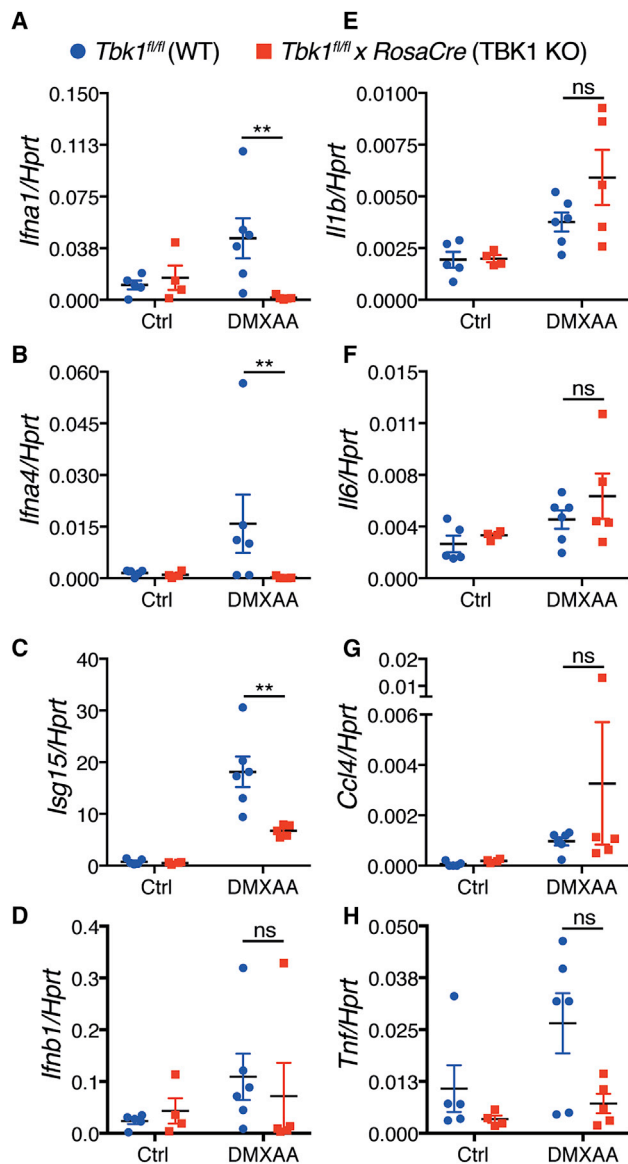 A
E
Tbk1fl/fl (WT)
Tbk1fl/fl x RosaCre (TBK1 KO)
Ifna1/Hprt
0.150
0.113
0.075
0.038
0.000
**
Ctrl
DMXAA
Il1b/Hprt
0.0100
0.0075
0.0050
0.0025
0.0000
ns
Ctrl
DMXAA
B
Ifna4/Hprt
0.060
0.045
0.030
0.015
0.000
**
Ctrl
DMXAA
F
Il6/Hprt
0.015
0.011
0.008
0.004
0.000
ns
Ctrl
DMXAA
C
Isg15/Hprt
40
30
20
10
0
**
Ctrl
DMXAA
G
Ccl4/Hprt
0.02
0.01
0.006
0.004
0.002
0.000
ns
Ctrl
DMXAA
D
Ifnb1/Hprt
0.4
0.3
0.2
0.1
0.0
ns
Ctrl
DMXAA
H
Tnf/Hprt
0.050
0.038
0.025
0.013
0.000
ns
Ctrl
DMXAA